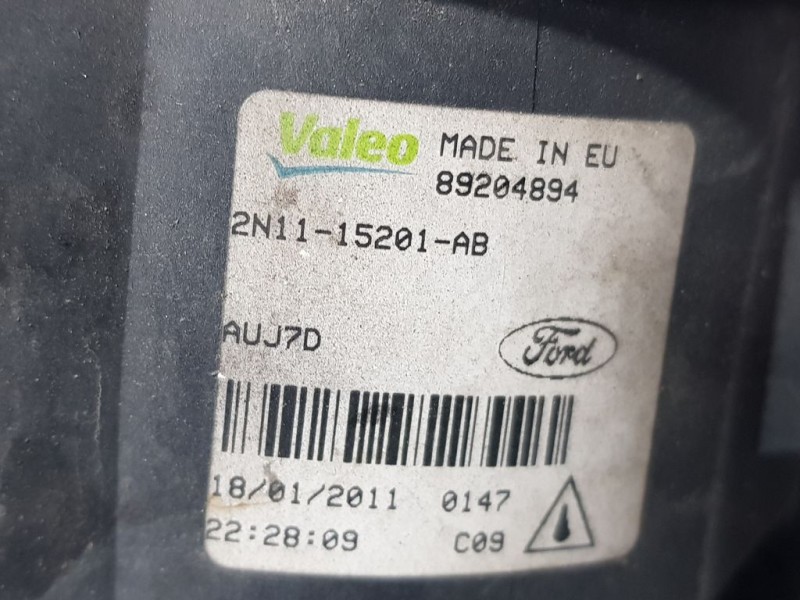 Valeo MADE IN EU
89204894
2N11-15201-AB
AUJ7D
Ford
18/01/2011 0147
22:28:09 C09